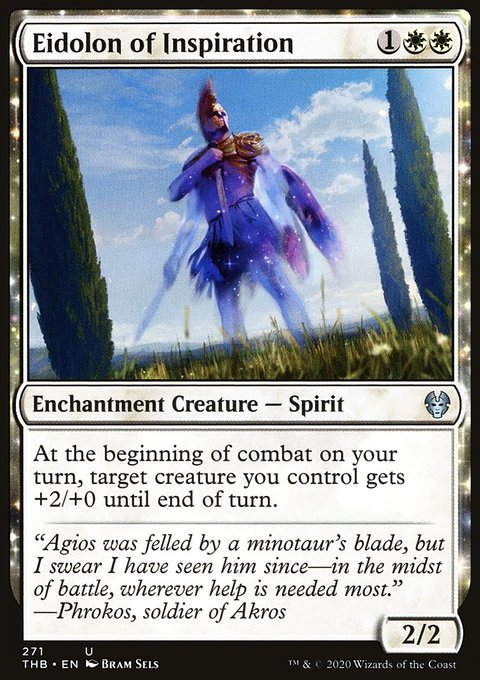 Eidolon of Inspiration 1
Enchantment Creature — Spirit
At the beginning of combat on your
turn, target creature you control gets
+2/+0 until end of turn.
“Agios was felled by a minotaur’s blade, but
I swear I have seen him since—in the midst
of battle, wherever help is needed most.”
—Phrokos, soldier of Akros
2/2
271 U
THB • EN Bram Sels
™ & © 2020 Wizards of the Coast